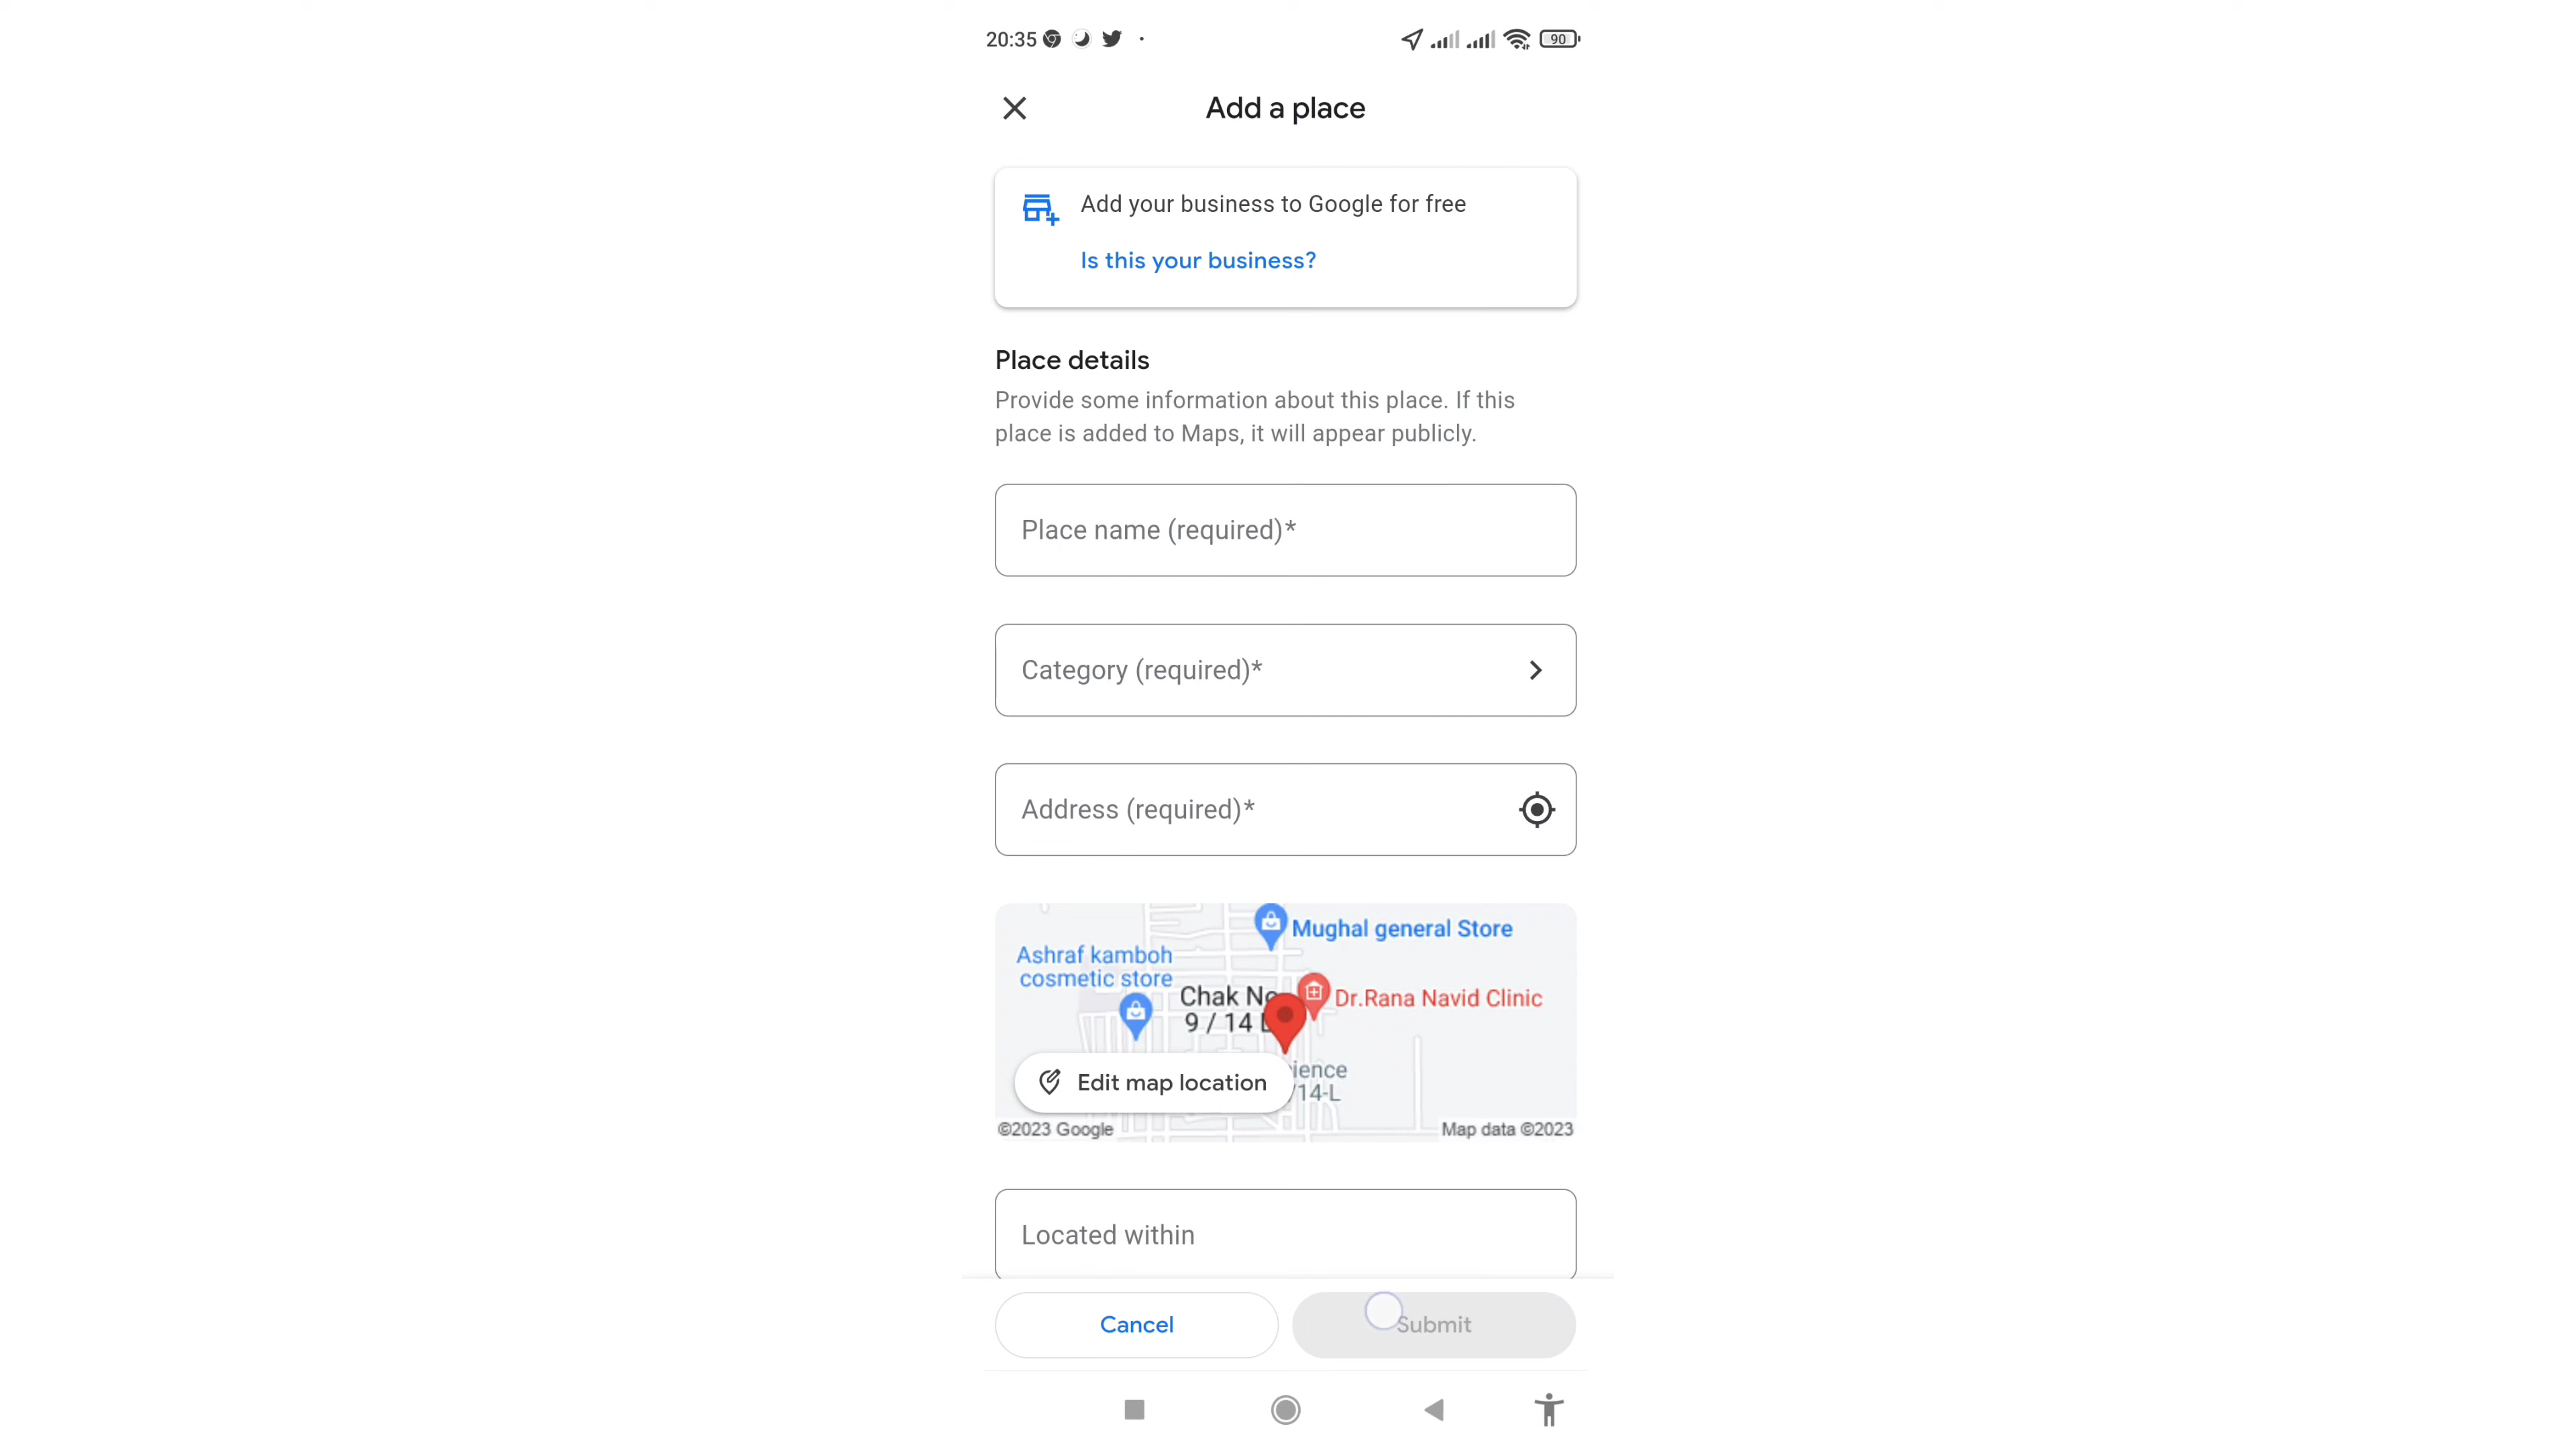 20:35
90
Add a place
Add your business to Google for free
Is this your business?
Place details
Provide some information about this place. If this
place is added to Maps, it will appear publicly.
Place name (required)*
Category (required)*
Address (required)*
Mughal general Store
Ashraf kamboh
cosmetic store
Chak No
Dr.Rana Navid Clinic
9 / 14 L
ience
/14-L
Edit map location
©2023 Google
Map data ©2023
Located within
Cancel
Submit